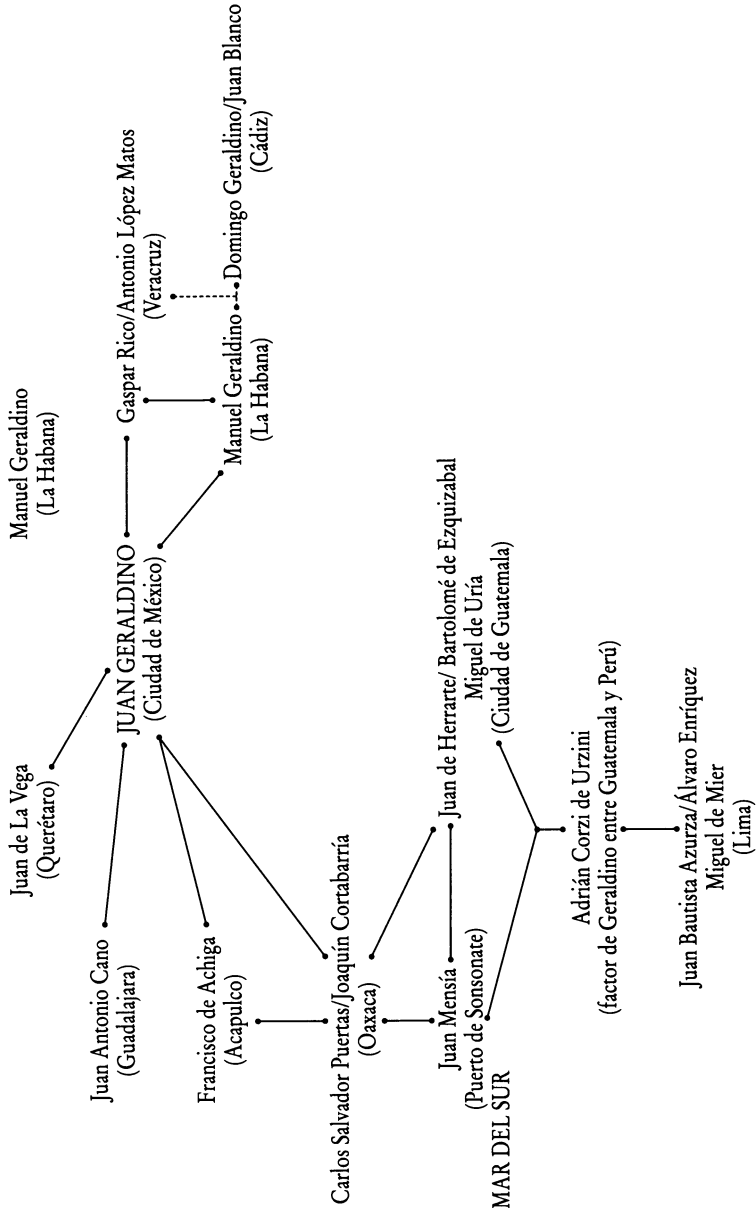 Manuel Geraldino
(La Habana)
Juan de La Vega
(Querétaro)
JUAN GERALDINO
(Ciudad de México)
Gaspar Rico/Antonio López Matos
(Veracruz)
Juan Antonio Cano
(Guadalajara)
Manuel Geraldino
(La Habana)
Domingo Geraldino/Juan Blanco
(Cádiz)
Francisco de Achiga
(Acapulco)
Carlos Salvador Puertas/Joaquín Cortabarría
(Oaxaca)
Juan Mensía
(Puerto de Sonsonate)
MAR DEL SUR
Juan de Herrarte/ Bartolomé de Ezquizabal
Miguel de Uría
(Ciudad de Guatemala)
Adrián Corzi de Urzini
(factor de Geraldino entre Guatemala y Perú)
Juan Bautista Azurza/Álvaro Enríquez
Miguel de Mier
(Lima)